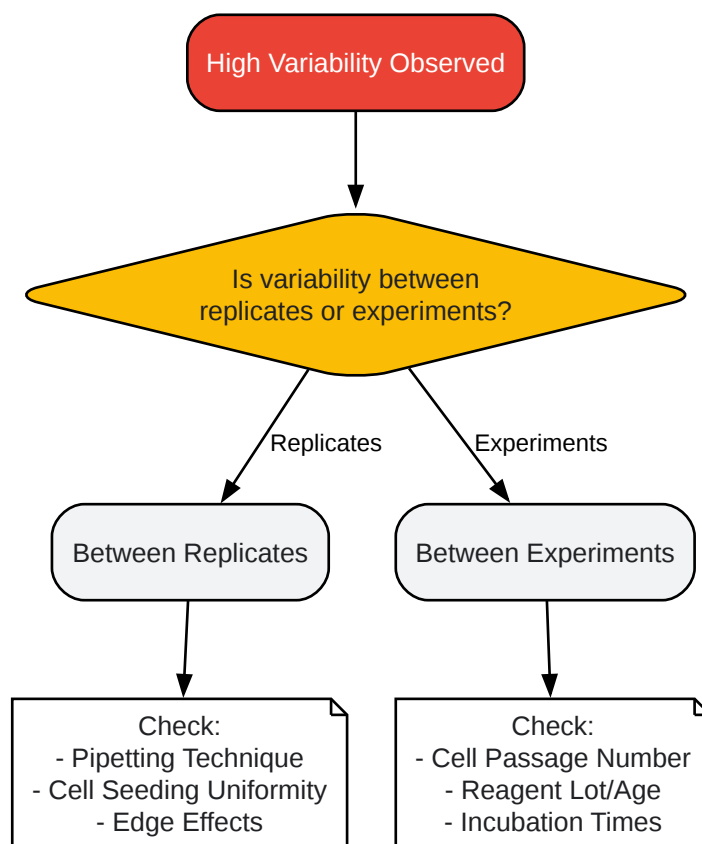 High Variability Observed
Is variability between
replicates or experiments?
Replicates
Experiments
Between Replicates
Between Experiments
Check:
- Pipetting Technique
- Cell Seeding Uniformity
- Edge Effects
Check:
- Cell Passage Number
- Reagent Lot/Age
- Incubation Times